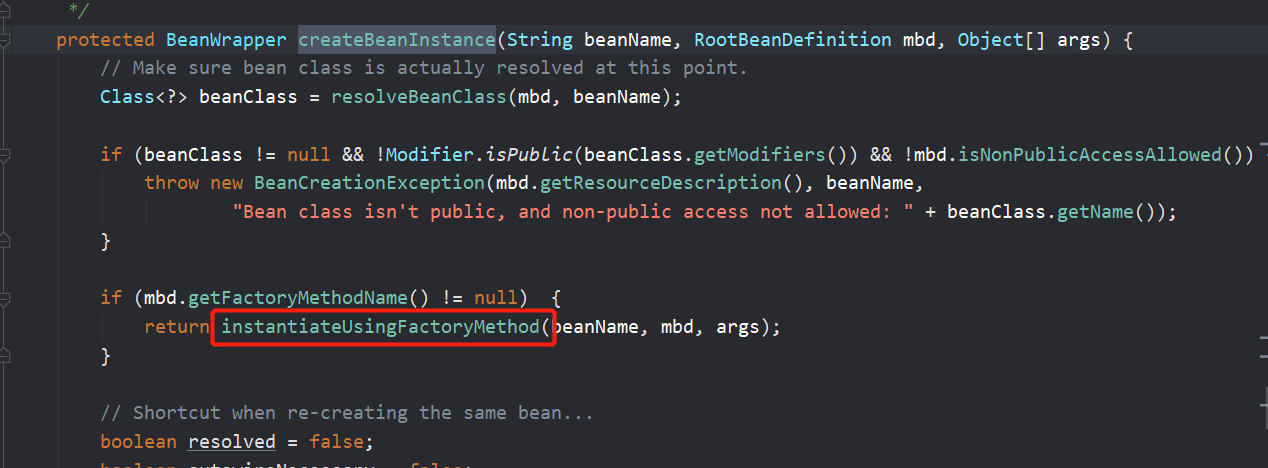 */
protected BeanWrapper createBeanInstance(String beanName, RootBeanDefinition mbd, Object[] args) {
// Make sure bean class is actually resolved at this point.
Class<?> beanClass = resolveBeanClass(mbd, beanName);
if (beanClass != null && !Modifier.isPublic(beanClass.getModifiers()) && !mbd.isNonPublicAccessAllowed())
throw new BeanCreationException(mbd.getResourceDescription(), beanName,
"Bean class isn't public, and non-public access not allowed: " + beanClass.getName());
}
if (mbd.getFactoryMethodName() != null)  {
return instantiateUsingFactoryMethod(beanName, mbd, args);
}
// Shortcut when re-creating the same bean...
boolean resolved = false;